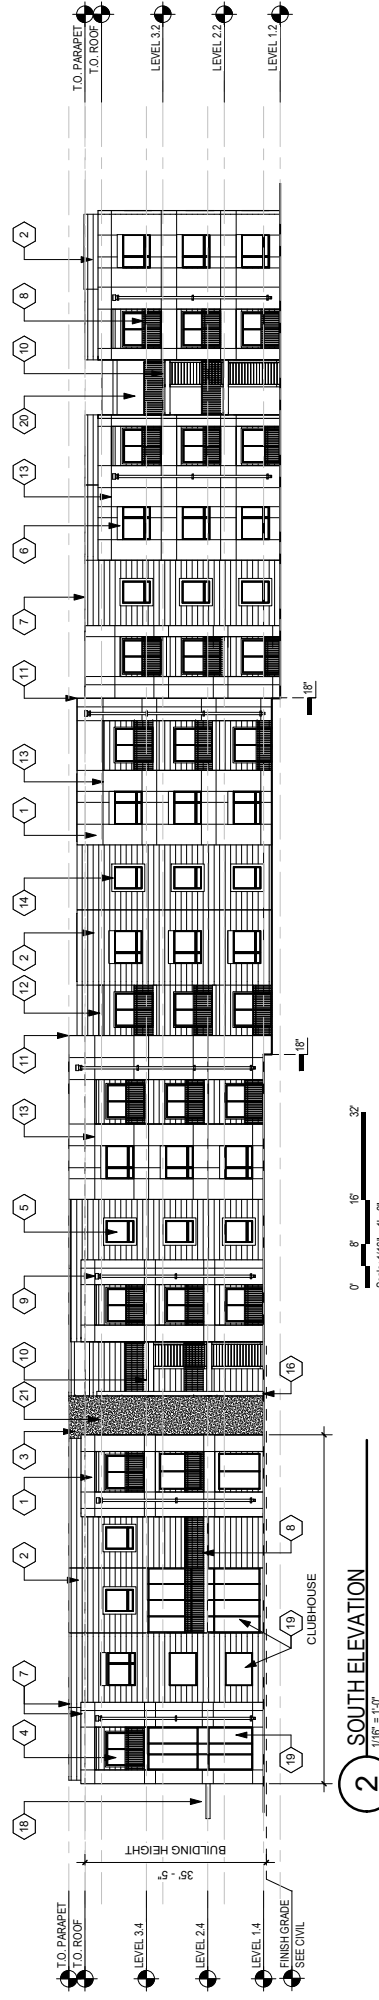 18 4 7 2 1 3 21 10 9 5 13 11 12 2 14 1 13 11 7 6 13 20 10 8 2
T.O. PARAPET
T.O. ROOF
LEVEL 3.4
LEVEL 2.4
LEVEL 1.4
FINISH GRADE
SEE CIVIL
35' - 5"
BUILDING HEIGHT
T.O. PARAPET
T.O. ROOF
LEVEL 3.2
LEVEL 2.2
LEVEL 1.2
19 19 8 16
CLUBHOUSE
18"
18"
2
SOUTH ELEVATION
1/16" = 1'-0"
0' 8' 16' 32'